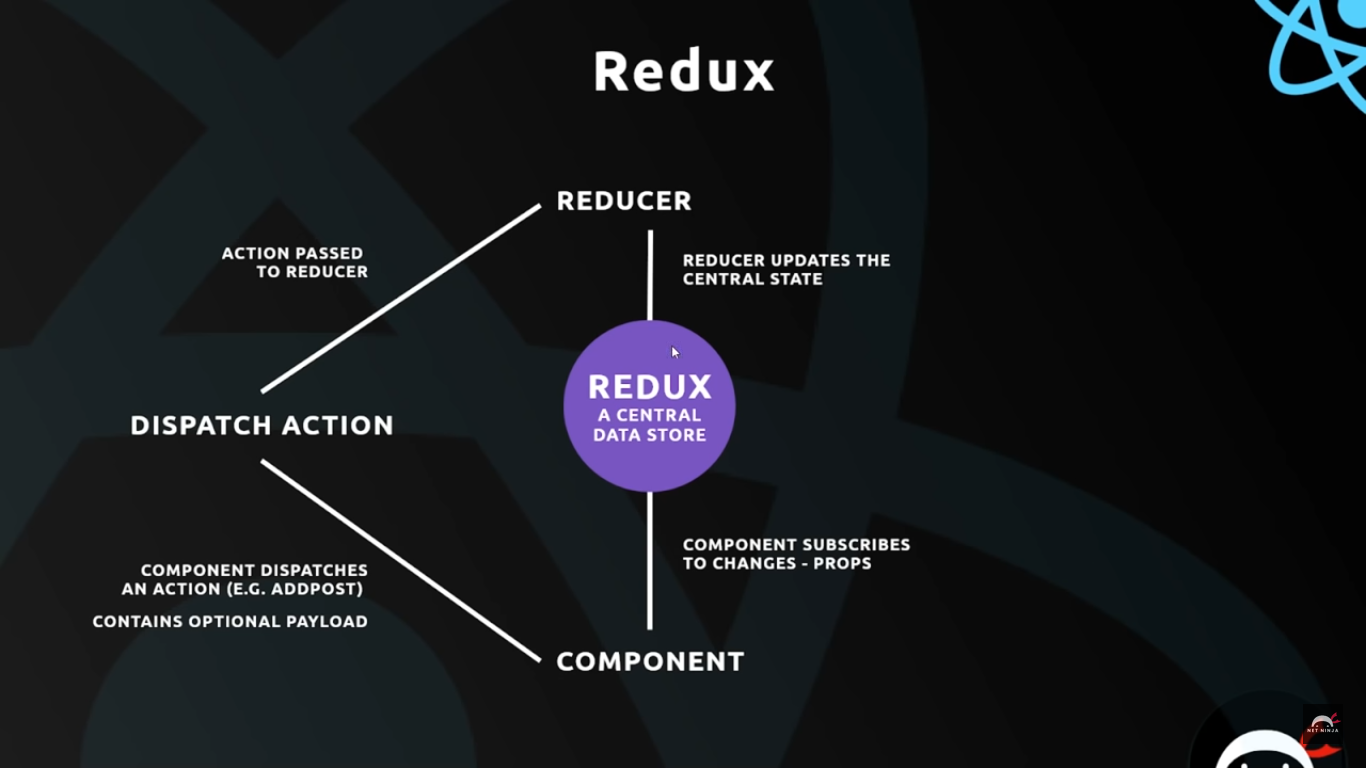 Redux
REDUCER
ACTION PASSED
TO REDUCER
REDUCER UPDATES THE
CENTRAL STATE
REDUX
A CENTRAL
DATA STORE
DISPATCH ACTION
COMPONENT SUBSCRIBES
TO CHANGES - PROPS
COMPONENT DISPATCHES
AN ACTION (E.G. ADDPOST)
CONTAINS OPTIONAL PAYLOAD
COMPONENT
NET NINJA